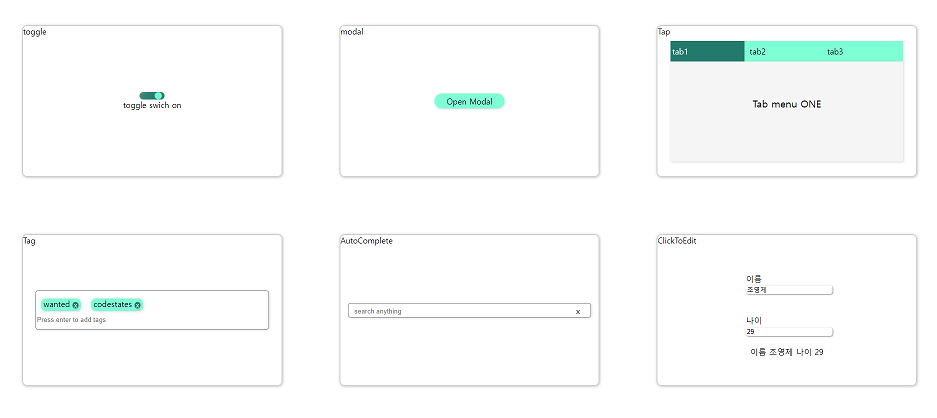 toggle
toggle swich on
modal
Open Modal
Tap
tab1 tab2 tab3
Tab menu ONE
Tag
wanted x codestates x
Press enter to add tags
AutoComplete
search anything x
ClickToEdit
이름
조영제
나이
29
이름 조영제 나이 29